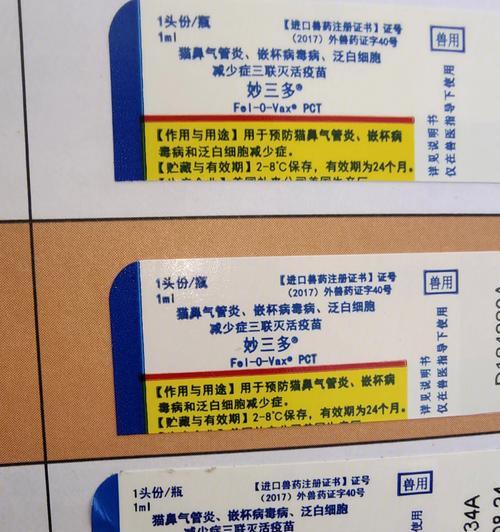 1头份/瓶
1ml
【进口兽药注册证书】证号
（2017）外兽药证字40号
兽用
猫鼻气管炎、嵌杯病毒病、泛白细胞
减少症三联灭活疫苗
妙三多®
Fel-O-Vax® PCT
【作用与用途】用于预防猫鼻气管炎、嵌杯病
毒病和泛白细胞减少症。
【贮藏与有效期】2-8℃保存，有效期为24个月。
详见说明书
仅在兽医指导下使用
1头份/瓶
1ml
【进口兽药注册证书】证号
（2017）外兽药证字40号
兽用
猫鼻气管炎、嵌杯病毒病、泛白细胞
减少症三联灭活疫苗
妙三多®
Fel-O-Vax® PCT
【作用与用途】用于预防猫鼻气管炎、嵌杯病
毒病和泛白细胞减少症。
【贮藏与有效期】2-8℃保存，有效期为24个月。
详见说明书
仅在兽医指导下使用
1头份/瓶
1ml
【进口兽药注册证书】证号
（2017）外兽药证字40号
兽用
猫鼻气管炎、嵌杯病毒病、泛白细胞
减少症三联灭活疫苗
34A